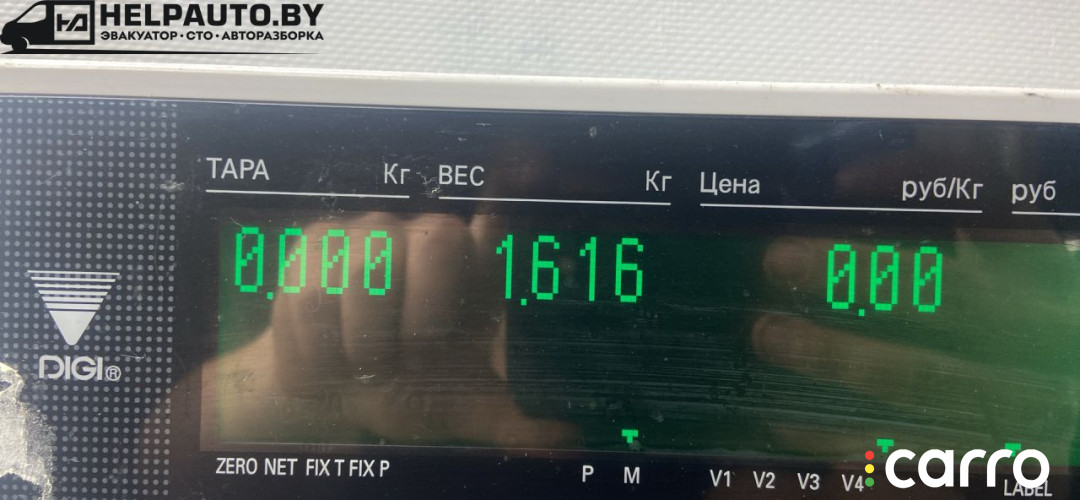 HELPAUTO.BY
ЭВАКУАТОР · СТО · АВТОРАЗБОРКА
ТАРА Кг ВЕС Кг Цена руб/Кг руб
0.000 1.616 0.00
DIGI®
ZERO NET FIX T FIX P P M V1 V2 V3 V4 LABEL
carro